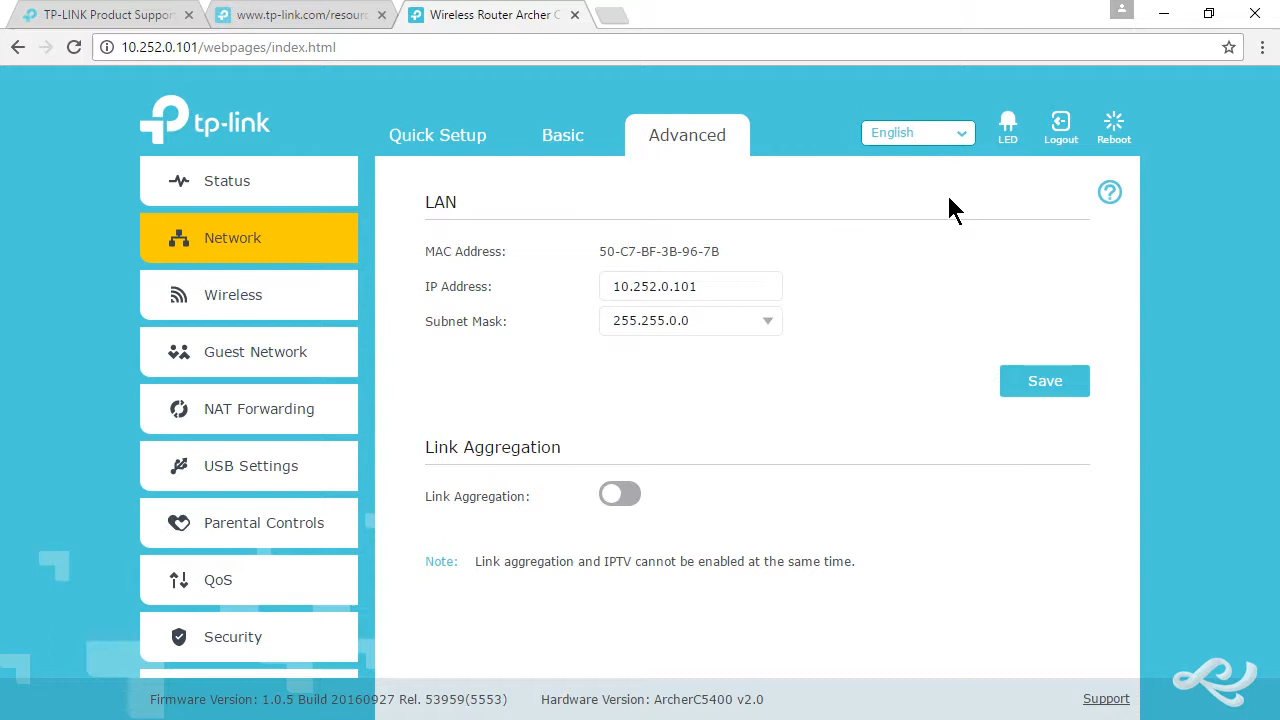 TP-LINK Product Suppor
www.tp-link.com/resour
Wireless Router Archer C
10.252.0.101/webpages/index.html
tp-link
Quick Setup
Basic
Advanced
English
LED
Logout
Reboot
Status
Network
Wireless
Guest Network
NAT Forwarding
USB Settings
Parental Controls
QoS
Security
LAN
MAC Address: 50-C7-BF-3B-96-7B
IP Address: 10.252.0.101
Subnet Mask: 255.255.0.0
Save
Link Aggregation
Link Aggregation:
Note: Link aggregation and IPTV cannot be enabled at the same time.
Firmware Version: 1.0.5 Build 20160927 Rel. 53959(5553)
Hardware Version: ArcherC5400 v2.0
Support